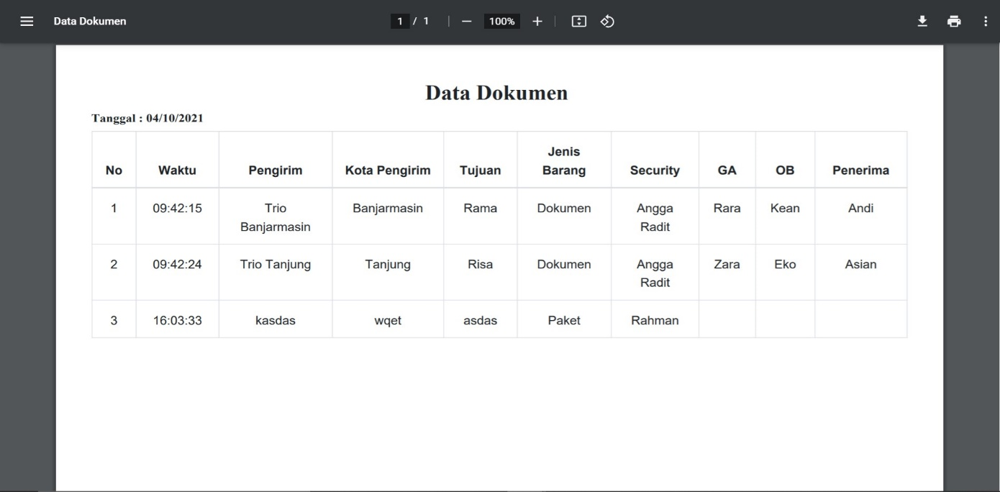 Data Dokumen
1 / 1
100%
Data Dokumen
Tanggal : 04/10/2021
No Waktu Pengirim Kota Pengirim Tujuan Jenis Barang Security GA OB Penerima
1 09:42:15 Trio Banjarmasin Banjarmasin Rama Dokumen Angga Radit Rara Kean Andi
2 09:42:24 Trio Tanjung Tanjung Risa Dokumen Angga Radit Zara Eko Asian
3 16:03:33 kasdas wqet asdas Paket Rahman